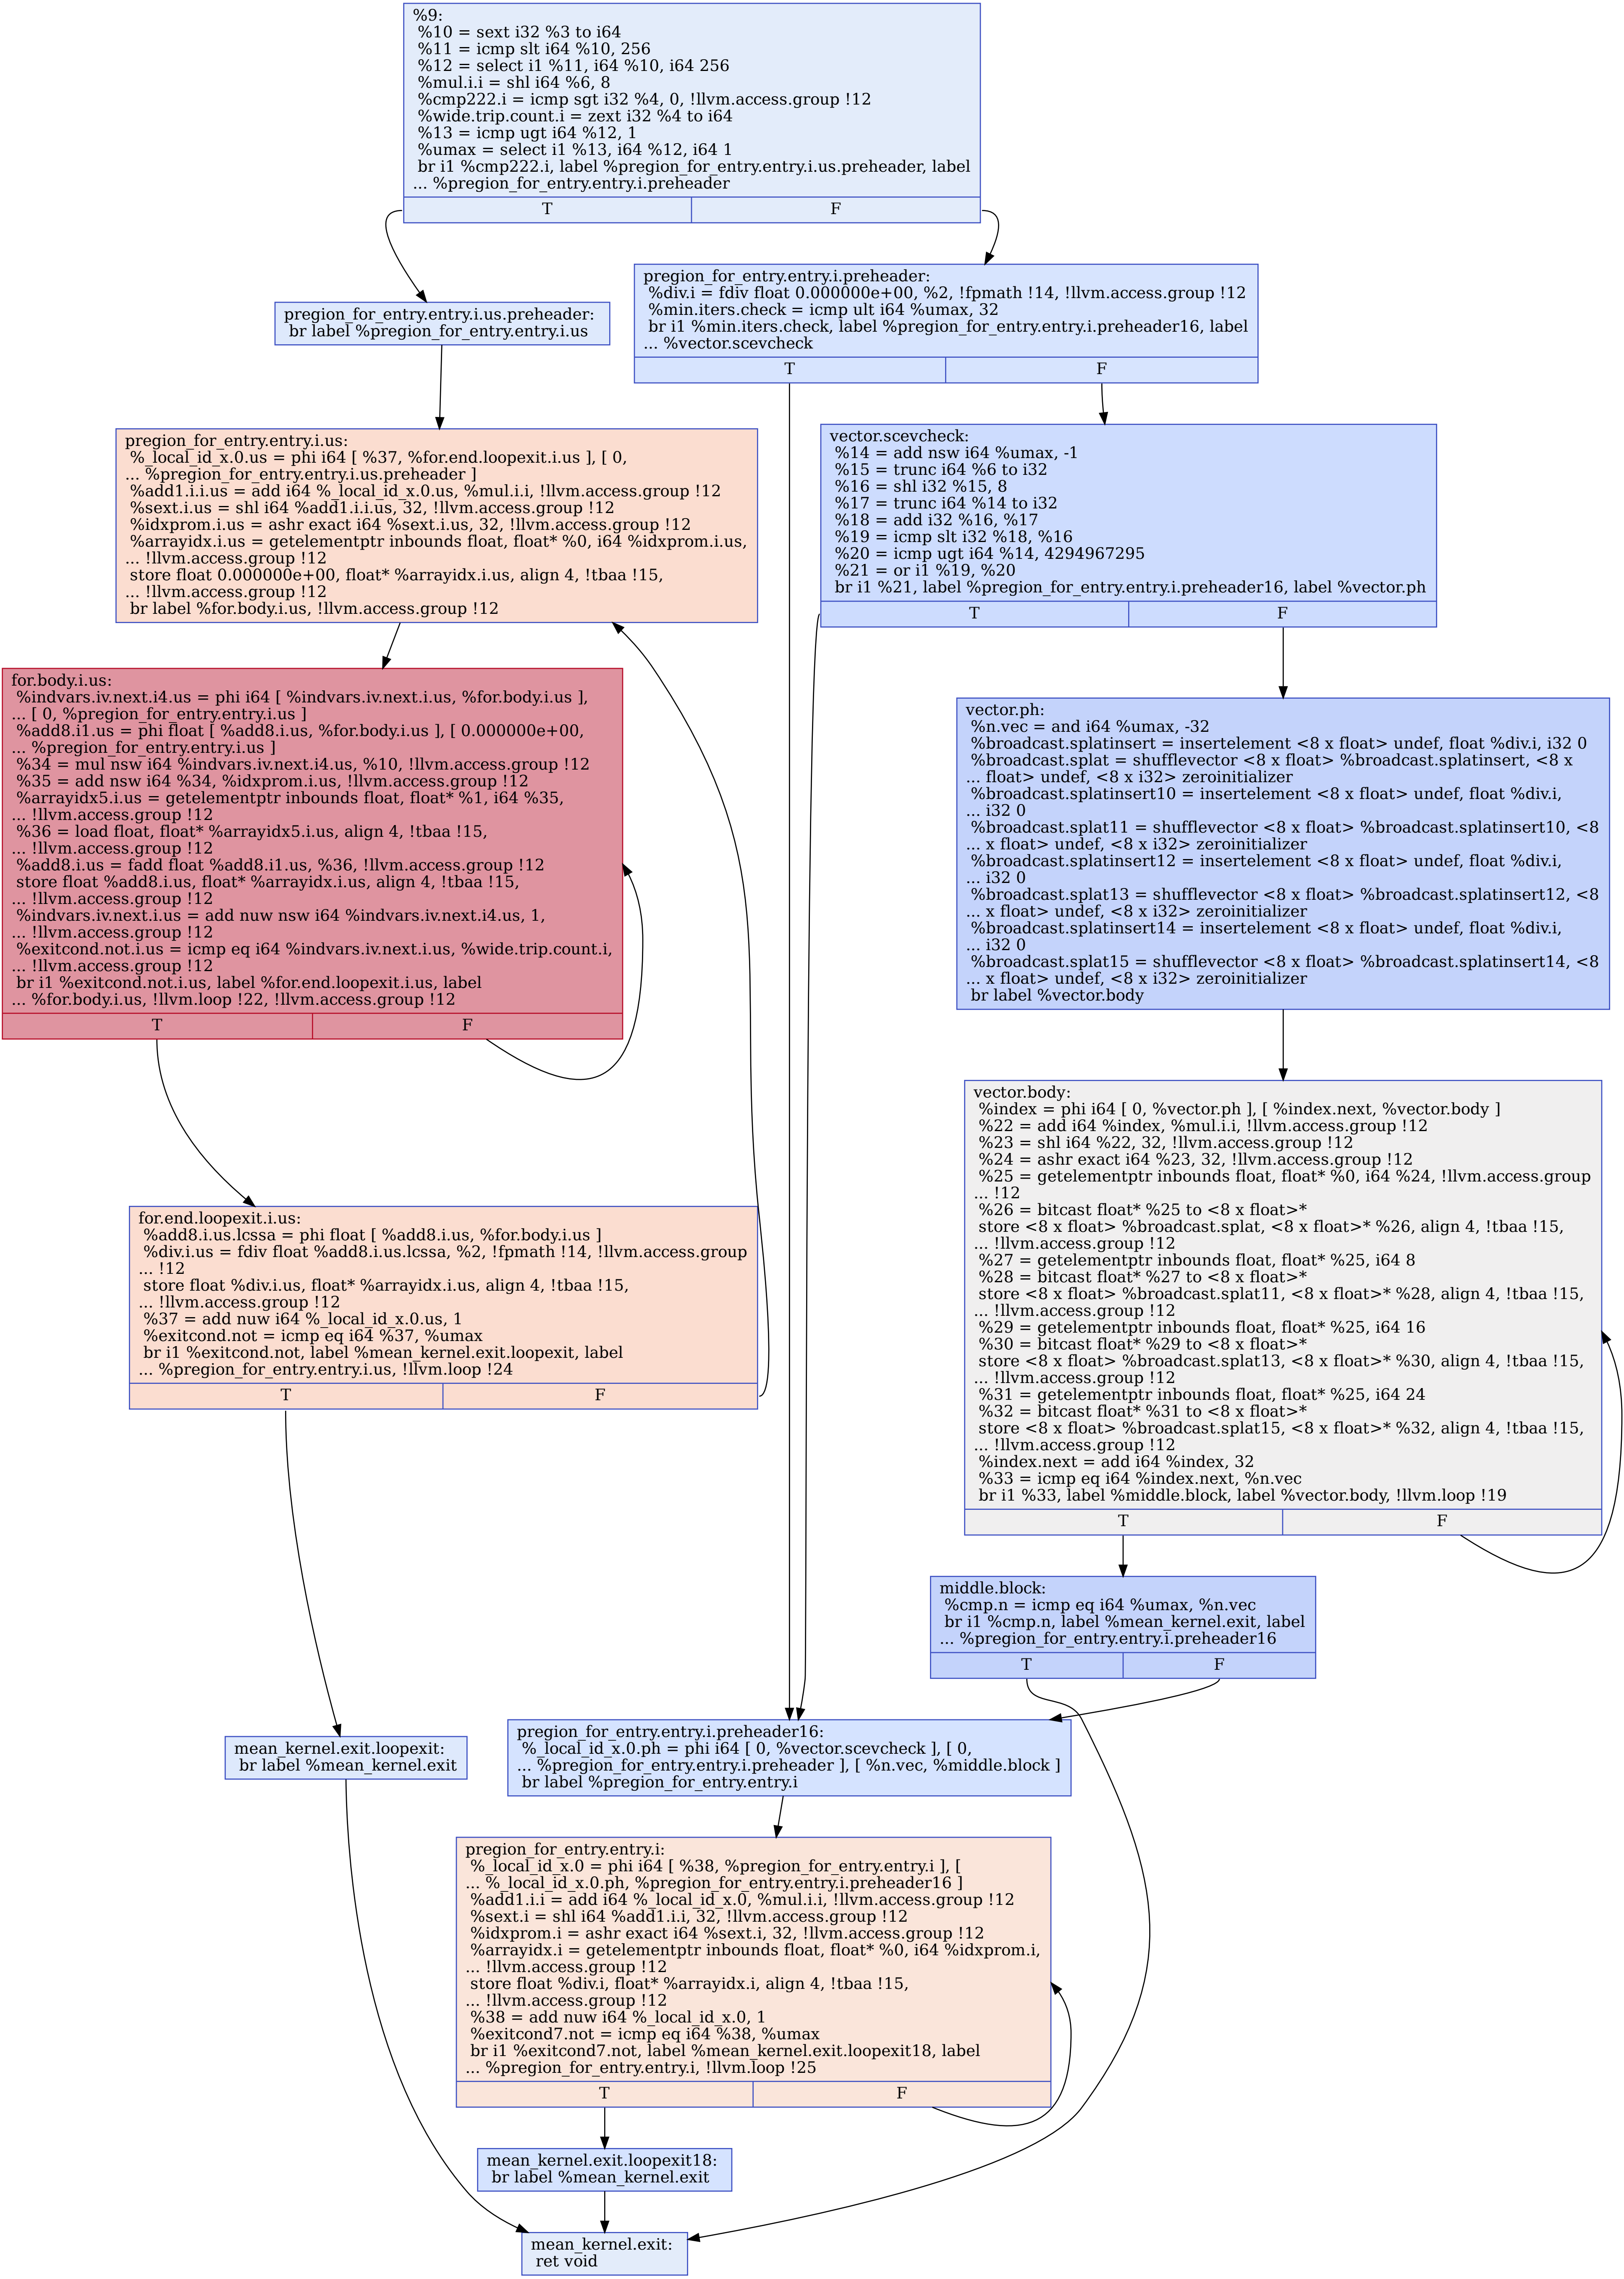 %9:
%10 = sext i32 %3 to i64
%11 = icmp slt i64 %10, 256
%12 = select i1 %11, i64 %10, i64 256
%mul.i.i = shl i64 %6, 8
%cmp222.i = icmp sgt i32 %4, 0, !llvm.access.group !12
%wide.trip.count.i = zext i32 %4 to i64
%13 = icmp ugt i64 %12, 1
%umax = select i1 %13, i64 %12, i64 1
br i1 %cmp222.i, label %pregion_for_entry.entry.i.us.preheader, label
... %pregion_for_entry.entry.i.preheader
T F
pregion_for_entry.entry.i.preheader:
%div.i = fdiv float 0.000000e+00, %2, !fpmath !14, !llvm.access.group !12
%min.iters.check = icmp ult i64 %umax, 32
br i1 %min.iters.check, label %pregion_for_entry.entry.i.preheader16, label
... %vector.scevcheck
T F
pregion_for_entry.entry.i.us.preheader:
br label %pregion_for_entry.entry.i.us
pregion_for_entry.entry.i.us:
%_local_id_x.0.us = phi i64 [ %37, %for.end.loopexit.i.us ], [ 0,
... %pregion_for_entry.entry.i.us.preheader ]
%add1.i.i.us = add i64 %_local_id_x.0.us, %mul.i.i, !llvm.access.group !12
%sext.i.us = shl i64 %add1.i.i.us, 32, !llvm.access.group !12
%idxprom.i.us = ashr exact i64 %sext.i.us, 32, !llvm.access.group !12
%arrayidx.i.us = getelementptr inbounds float, float* %0, i64 %idxprom.i.us,
... !llvm.access.group !12
store float 0.000000e+00, float* %arrayidx.i.us, align 4, !tbaa !15,
... !llvm.access.group !12
br label %for.body.i.us, !llvm.access.group !12
vector.scevcheck:
%14 = add nsw i64 %umax, -1
%15 = trunc i64 %6 to i32
%16 = shl i32 %15, 8
%17 = trunc i64 %14 to i32
%18 = add i32 %16, %17
%19 = icmp slt i32 %18, %16
%20 = icmp ugt i64 %14, 4294967295
%21 = or i1 %19, %20
br i1 %21, label %pregion_for_entry.entry.i.preheader16, label %vector.ph
T F
for.body.i.us:
%indvars.iv.next.i4.us = phi i64 [ %indvars.iv.next.i.us, %for.body.i.us ],
... [ 0, %pregion_for_entry.entry.i.us ]
%add8.i1.us = phi float [ %add8.i.us, %for.body.i.us ], [ 0.000000e+00,
... %pregion_for_entry.entry.i.us ]
%34 = mul nsw i64 %indvars.iv.next.i4.us, %10, !llvm.access.group !12
%35 = add nsw i64 %34, %idxprom.i.us, !llvm.access.group !12
%arrayidx5.i.us = getelementptr inbounds float, float* %1, i64 %35,
... !llvm.access.group !12
%36 = load float, float* %arrayidx5.i.us, align 4, !tbaa !15,
... !llvm.access.group !12
%add8.i.us = fadd float %add8.i1.us, %36, !llvm.access.group !12
store float %add8.i.us, float* %arrayidx.i.us, align 4, !tbaa !15,
... !llvm.access.group !12
%indvars.iv.next.i.us = add nuw nsw i64 %indvars.iv.next.i4.us, 1,
... !llvm.access.group !12
%exitcond.not.i.us = icmp eq i64 %indvars.iv.next.i.us, %wide.trip.count.i,
... !llvm.access.group !12
br i1 %exitcond.not.i.us, label %for.end.loopexit.i.us, label
... %for.body.i.us, !llvm.loop !22, !llvm.access.group !12
T F
vector.ph:
%n.vec = and i64 %umax, -32
%broadcast.splatinsert = insertelement <8 x float> undef, float %div.i, i32 0
%broadcast.splat = shufflevector <8 x float> %broadcast.splatinsert, <8 x
... float> undef, <8 x i32> zeroinitializer
%broadcast.splatinsert10 = insertelement <8 x float> undef, float %div.i,
... i32 0
%broadcast.splat11 = shufflevector <8 x float> %broadcast.splatinsert10, <8
... x float> undef, <8 x i32> zeroinitializer
%broadcast.splatinsert12 = insertelement <8 x float> undef, float %div.i,
... i32 0
%broadcast.splat13 = shufflevector <8 x float> %broadcast.splatinsert12, <8
... x float> undef, <8 x i32> zeroinitializer
%broadcast.splatinsert14 = insertelement <8 x float> undef, float %div.i,
... i32 0
%broadcast.splat15 = shufflevector <8 x float> %broadcast.splatinsert14, <8
... x float> undef, <8 x i32> zeroinitializer
br label %vector.body
vector.body:
%index = phi i64 [ 0, %vector.ph ], [ %index.next, %vector.body ]
%22 = add i64 %index, %mul.i.i, !llvm.access.group !12
%23 = shl i64 %22, 32, !llvm.access.group !12
%24 = ashr exact i64 %23, 32, !llvm.access.group !12
%25 = getelementptr inbounds float, float* %0, i64 %24, !llvm.access.group
... !12
%26 = bitcast float* %25 to <8 x float>*
store <8 x float> %broadcast.splat, <8 x float>* %26, align 4, !tbaa !15,
... !llvm.access.group !12
%27 = getelementptr inbounds float, float* %25, i64 8
%28 = bitcast float* %27 to <8 x float>*
store <8 x float> %broadcast.splat11, <8 x float>* %28, align 4, !tbaa !15,
... !llvm.access.group !12
%29 = getelementptr inbounds float, float* %25, i64 16
%30 = bitcast float* %29 to <8 x float>*
store <8 x float> %broadcast.splat13, <8 x float>* %30, align 4, !tbaa !15,
... !llvm.access.group !12
%31 = getelementptr inbounds float, float* %25, i64 24
%32 = bitcast float* %31 to <8 x float>*
store <8 x float> %broadcast.splat15, <8 x float>* %32, align 4, !tbaa !15,
... !llvm.access.group !12
%index.next = add i64 %index, 32
%33 = icmp eq i64 %index.next, %n.vec
br i1 %33, label %middle.block, label %vector.body, !llvm.loop !19
T F
for.end.loopexit.i.us:
%add8.i.us.lcssa = phi float [ %add8.i.us, %for.body.i.us ]
%div.i.us = fdiv float %add8.i.us.lcssa, %2, !fpmath !14, !llvm.access.group
... !12
store float %div.i.us, float* %arrayidx.i.us, align 4, !tbaa !15,
... !llvm.access.group !12
%37 = add nuw i64 %_local_id_x.0.us, 1
%exitcond.not = icmp eq i64 %37, %umax
br i1 %exitcond.not, label %mean_kernel.exit.loopexit, label
... %pregion_for_entry.entry.i.us, !llvm.loop !24
T F
middle.block:
%cmp.n = icmp eq i64 %umax, %n.vec
br i1 %cmp.n, label %mean_kernel.exit, label
... %pregion_for_entry.entry.i.preheader16
T F
mean_kernel.exit.loopexit:
br label %mean_kernel.exit
pregion_for_entry.entry.i.preheader16:
%_local_id_x.0.ph = phi i64 [ 0, %vector.scevcheck ], [ 0,
... %pregion_for_entry.entry.i.preheader ], [ %n.vec, %middle.block ]
br label %pregion_for_entry.entry.i
pregion_for_entry.entry.i:
%_local_id_x.0 = phi i64 [ %38, %pregion_for_entry.entry.i ], [
... %_local_id_x.0.ph, %pregion_for_entry.entry.i.preheader16 ]
%add1.i.i = add i64 %_local_id_x.0, %mul.i.i, !llvm.access.group !12
%sext.i = shl i64 %add1.i.i, 32, !llvm.access.group !12
%idxprom.i = ashr exact i64 %sext.i, 32, !llvm.access.group !12
%arrayidx.i = getelementptr inbounds float, float* %0, i64 %idxprom.i,
... !llvm.access.group !12
store float %div.i, float* %arrayidx.i, align 4, !tbaa !15,
... !llvm.access.group !12
%38 = add nuw i64 %_local_id_x.0, 1
%exitcond7.not = icmp eq i64 %38, %umax
br i1 %exitcond7.not, label %mean_kernel.exit.loopexit18, label
... %pregion_for_entry.entry.i, !llvm.loop !25
T F
mean_kernel.exit.loopexit18:
br label %mean_kernel.exit
mean_kernel.exit:
ret void